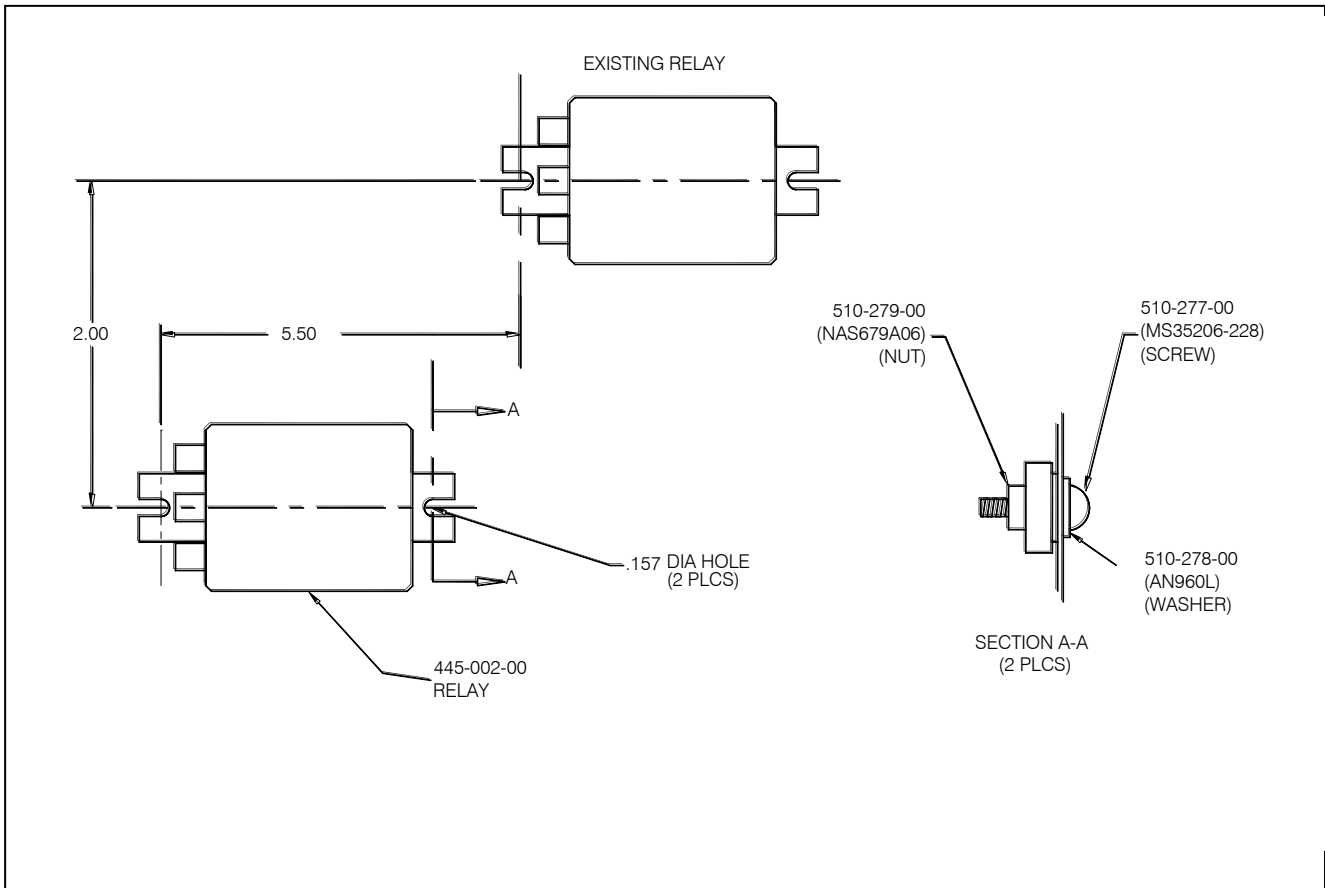 EXISTING RELAY
2.00
5.50
A
A
.157 DIA HOLE
(2 PLCS)
445-002-00
RELAY
510-279-00
(NAS679A06)
(NUT)
510-277-00
(MS35206-228)
(SCREW)
510-278-00
(AN960L)
(WASHER)
SECTION A-A
(2 PLCS)